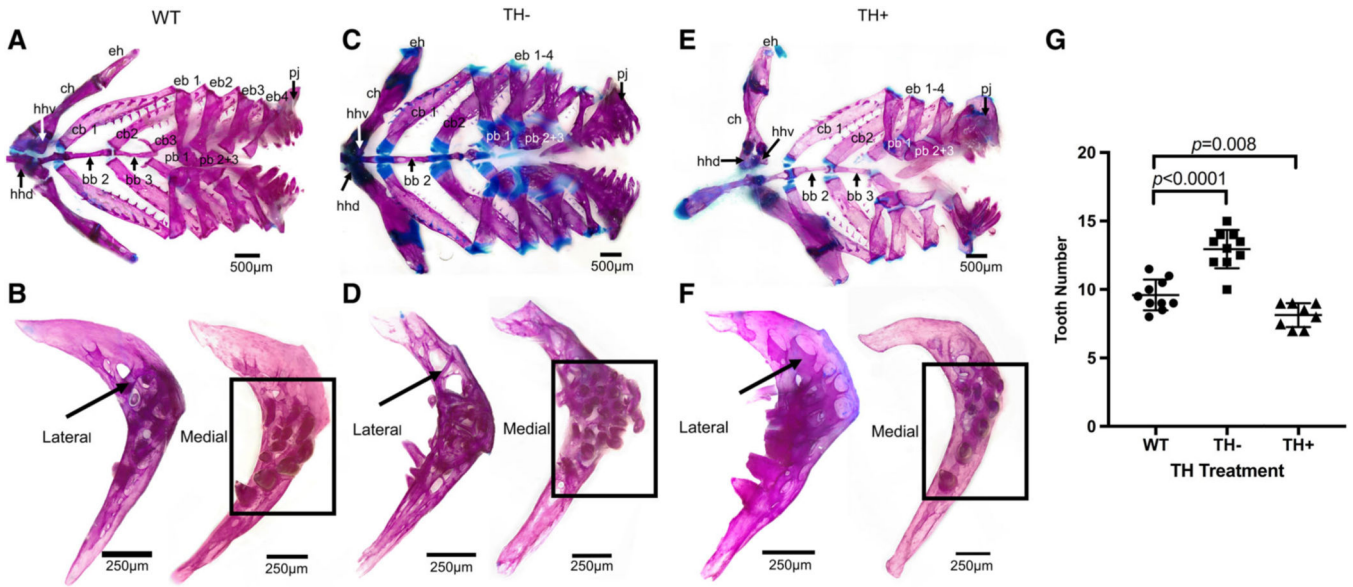 WT
TH-
TH+
A
eh
ch
hhv
hhd
cb 1
cb2
cb3
eb 1
eb2
eb3
eb4
pj
pb 1
pb 2+3
bb 2
bb 3
500µm
C
eh
ch
hhv
hhd
cb 1
cb2
eb 1-4
pj
pb 1
pb 2+3
bb 2
500µm
E
eh
ch
hhv
hhd
cb 1
cb2
eb 1-4
pj
pb 1
pb 2+3
bb 2
bb 3
500µm
B
Lateral
Medial
250µm
250µm
D
Lateral
Medial
250µm
250µm
F
Lateral
Medial
250µm
250µm
G
Tooth Number
20
15
10
5
0
p=0.008
p<0.0001
WT
TH-
TH+
TH Treatment